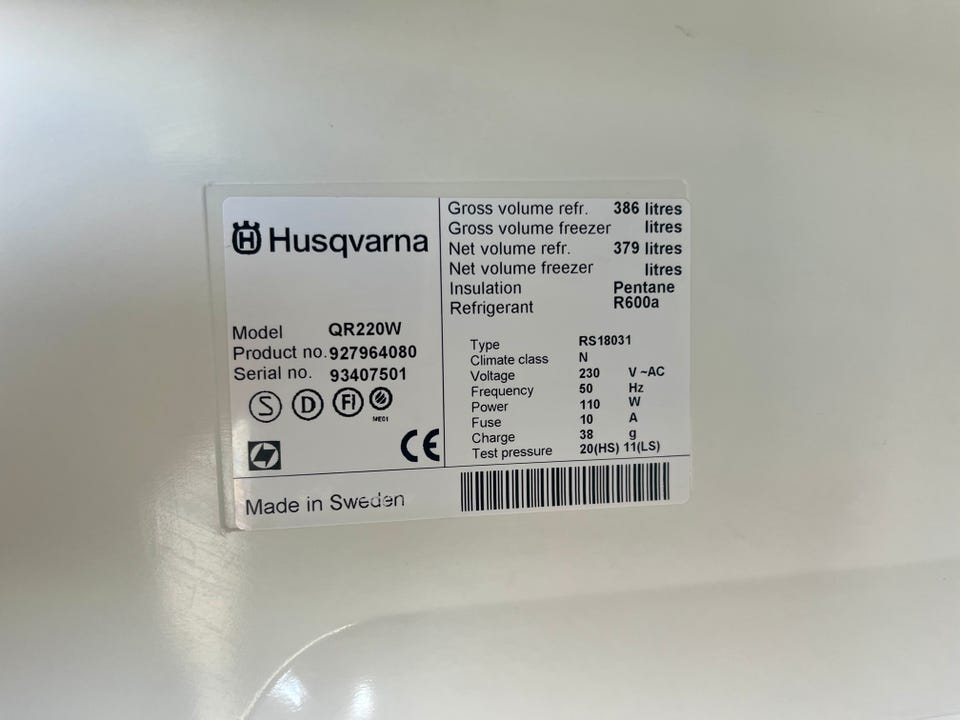 Husqvarna
Model QR220W
Product no. 927964080
Serial no. 93407501
S D FI
CE
Made in Sweden
Gross volume refr. 386 litres
Gross volume freezer litres
Net volume refr. 379 litres
Net volume freezer litres
Insulation Pentane
Refrigerant R600a
Type RS18031
Climate class N
Voltage 230 V ~AC
Frequency 50 Hz
Power 110 W
Fuse 10 A
Charge 38 g
Test pressure 20(HS) 11(LS)